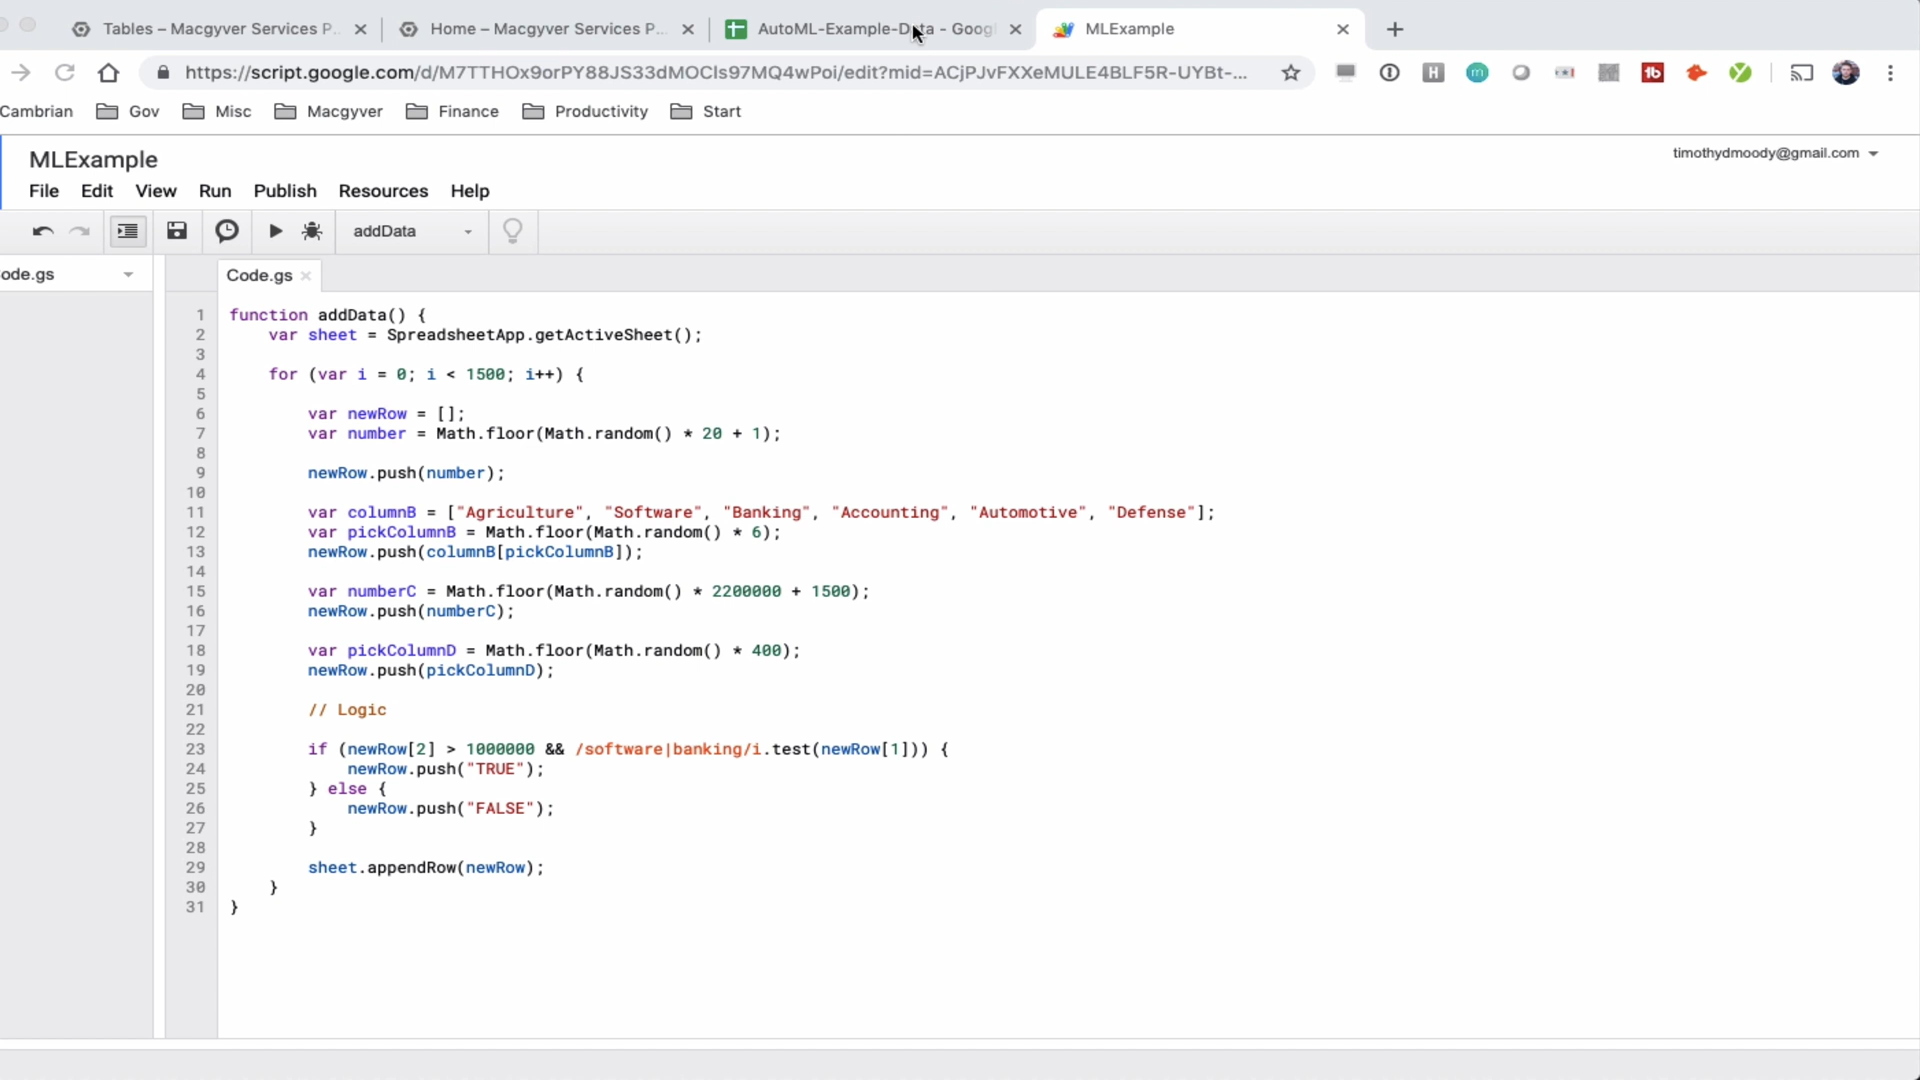 Tables – Macgyver Services P...
Home – Macgyver Services P...
AutoML-Example-Data - Goog
MLExample
https://script.google.com/d/M7TTHOx9orPY88JS33dMOCIs97MQ4wPoi/edit?mid=ACjPJvFXXeMULE4BLF5R-UYBt-...
Cambrian
Gov
Misc
Macgyver
Finance
Productivity
Start
MLExample
timothydmoody@gmail.com
File Edit View Run Publish Resources Help
addData
ode.gs
Code.gs
1 function addData() {
2 var sheet = SpreadsheetApp.getActiveSheet();
3
4 for (var i = 0; i < 1500; i++) {
5
6 var newRow = [];
7 var number = Math.floor(Math.random() * 20 + 1);
8
9 newRow.push(number);
10
11 var columnB = ["Agriculture", "Software", "Banking", "Accounting", "Automotive", "Defense"];
12 var pickColumnB = Math.floor(Math.random() * 6);
13 newRow.push(columnB[pickColumnB]);
14
15 var numberC = Math.floor(Math.random() * 2200000 + 1500);
16 newRow.push(numberC);
17
18 var pickColumnD = Math.floor(Math.random() * 400);
19 newRow.push(pickColumnD);
20
21 // Logic
22
23 if (newRow[2] > 1000000 && /software|banking/i.test(newRow[1])) {
24 newRow.push("TRUE");
25 } else {
26 newRow.push("FALSE");
27 }
28
29 sheet.appendRow(newRow);
30 }
31 }